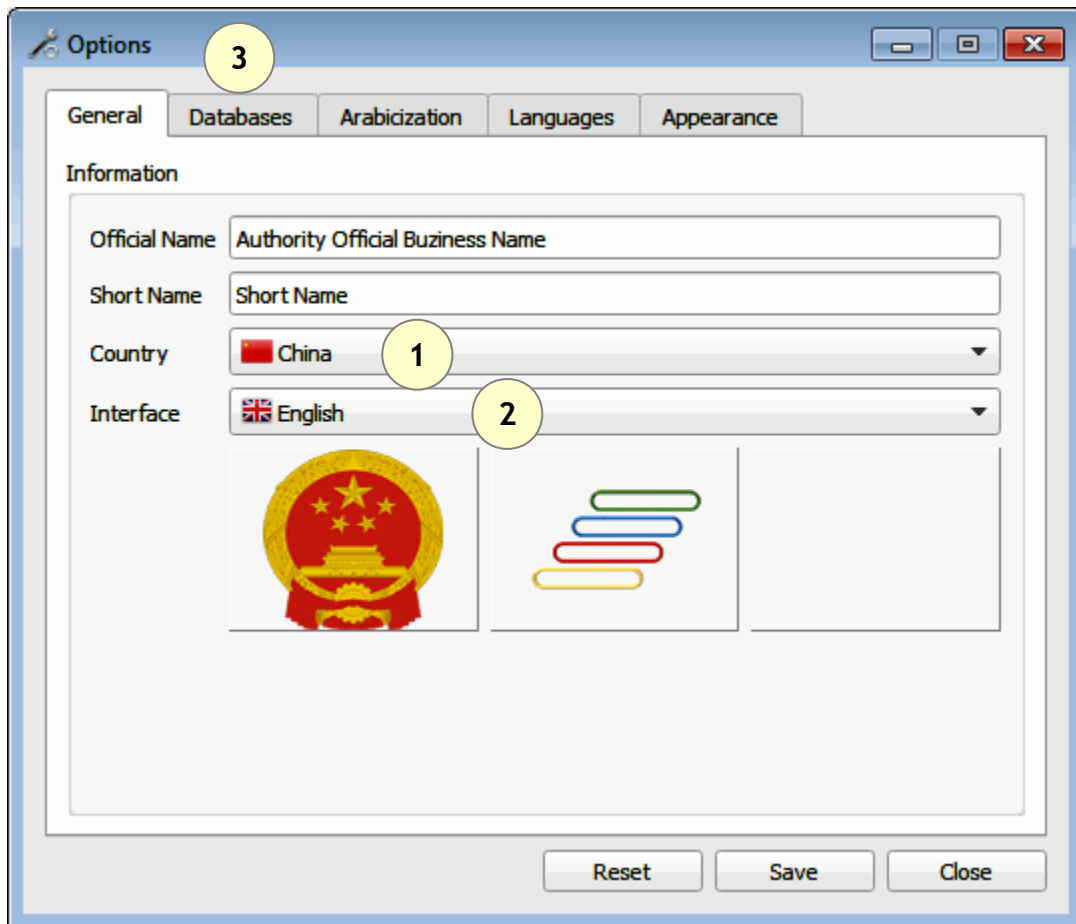 Options
3
General Databases Arabicization Languages Appearance
Information
Official Name Authority Official Buziness Name
Short Name Short Name
Country China 1
Interface English 2
Reset Save Close